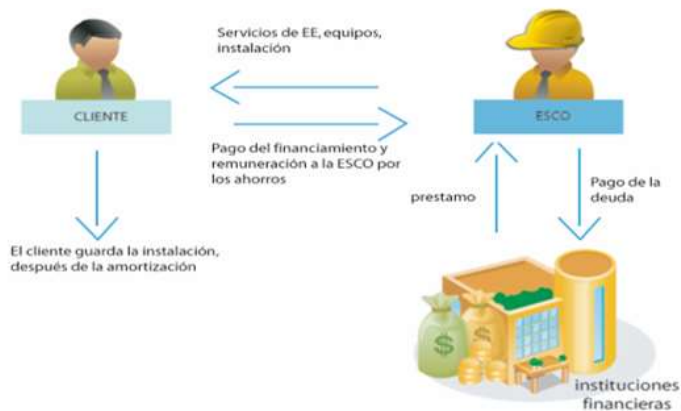 Servicios de EE, equipos,
instalación
CLIENTE
ESCO
Pago del financiamiento y
remuneración a la ESCO por
los ahorros
prestamo
Pago de la
deuda
El cliente guarda la instalación,
después de la amortización
$
$
instituciones
financieras